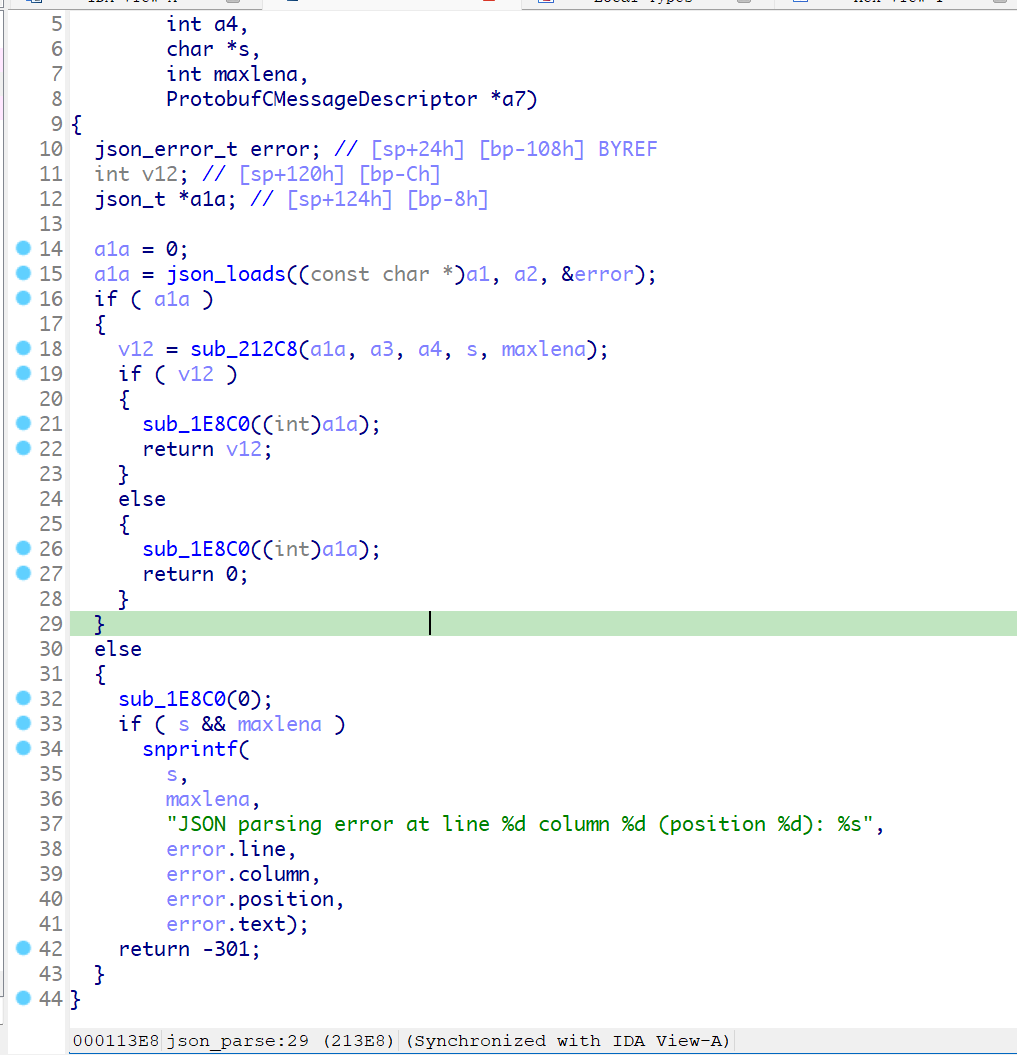 5 int a4,
6 char *s,
7 int maxlena,
8 ProtobufCMessageDescriptor *a7)
9 {
10 json_error_t error; // [sp+24h] [bp-108h] BYREF
11 int v12; // [sp+120h] [bp-Ch]
12 json_t *a1a; // [sp+124h] [bp-8h]
13
14 a1a = 0;
15 a1a = json_loads((const char *)a1, a2, &error);
16 if ( a1a )
17 {
18 v12 = sub_212C8(a1a, a3, a4, s, maxlena);
19 if ( v12 )
20 {
21 sub_1E8C0((int)a1a);
22 return v12;
23 }
24 else
25 {
26 sub_1E8C0((int)a1a);
27 return 0;
28 }
29 }
30 else
31 {
32 sub_1E8C0(0);
33 if ( s && maxlena )
34 snprintf(
35 s,
36 maxlena,
37 "JSON parsing error at line %d column %d (position %d): %s",
38 error.line,
39 error.column,
40 error.position,
41 error.text);
42 return -301;
43 }
44 }
000113E8 json_parse:29 (213E8) (Synchronized with IDA View-A)